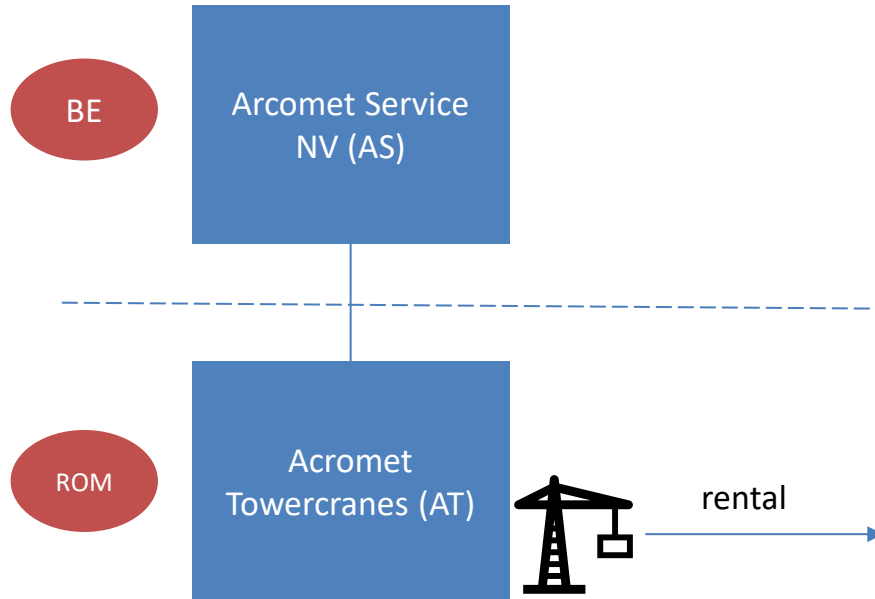 BE
Arcomet Service
NV (AS)
ROM
Acromet
Towercranes (AT)
rental